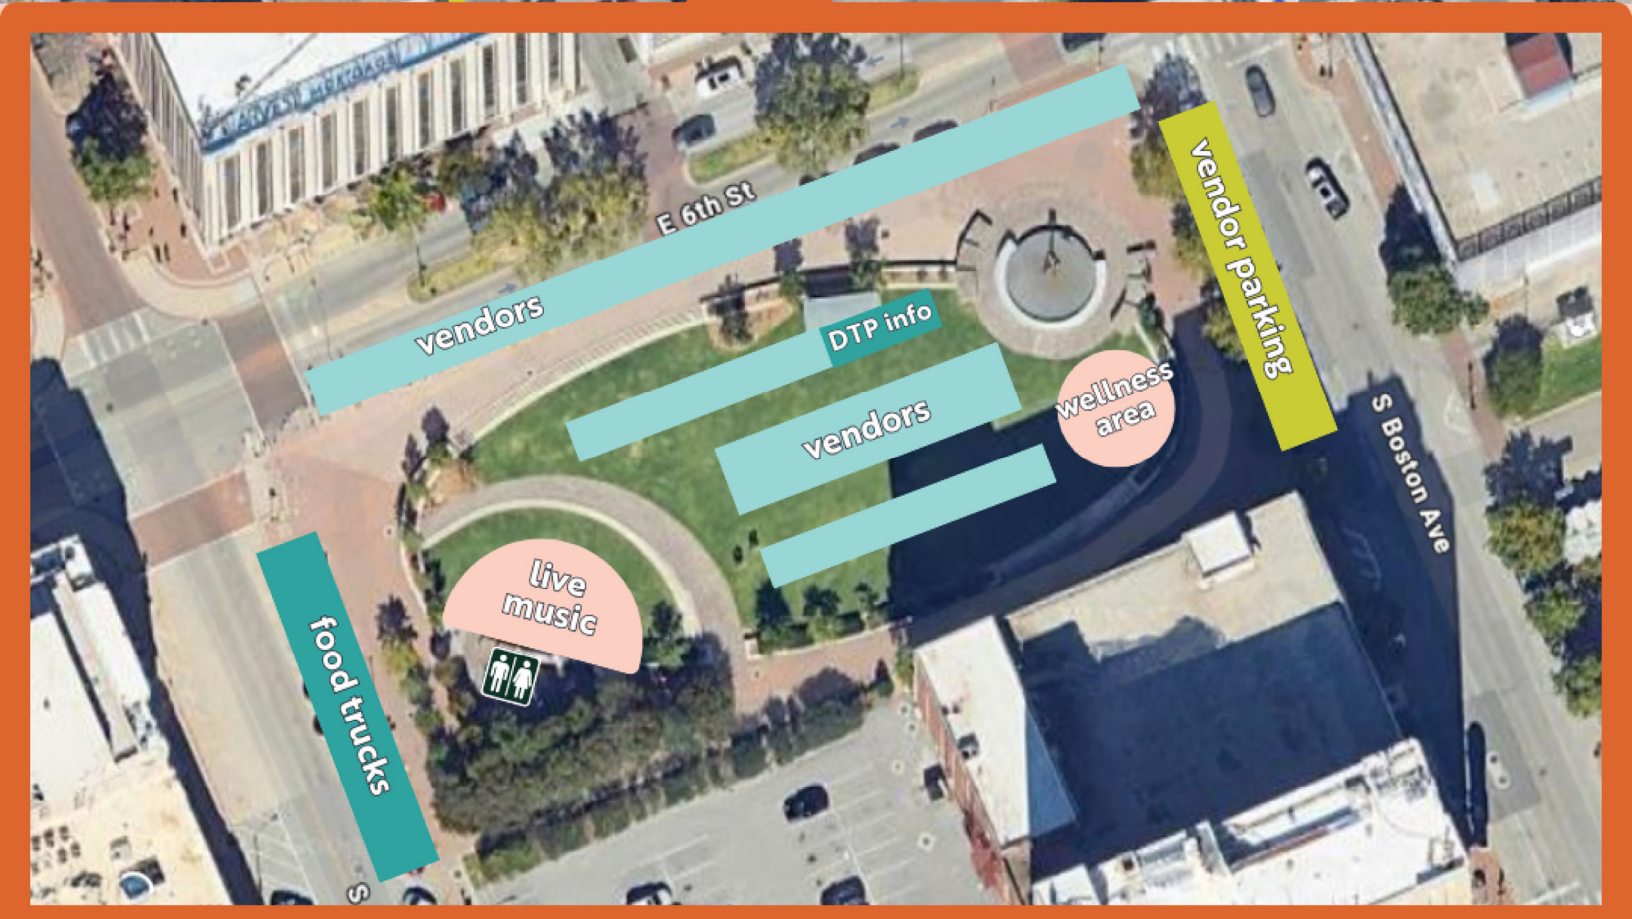 E 6th St
vendors
DTP info
vendors
wellness
area
vendor parking
S Boston Ave
live
music
food trucks
S